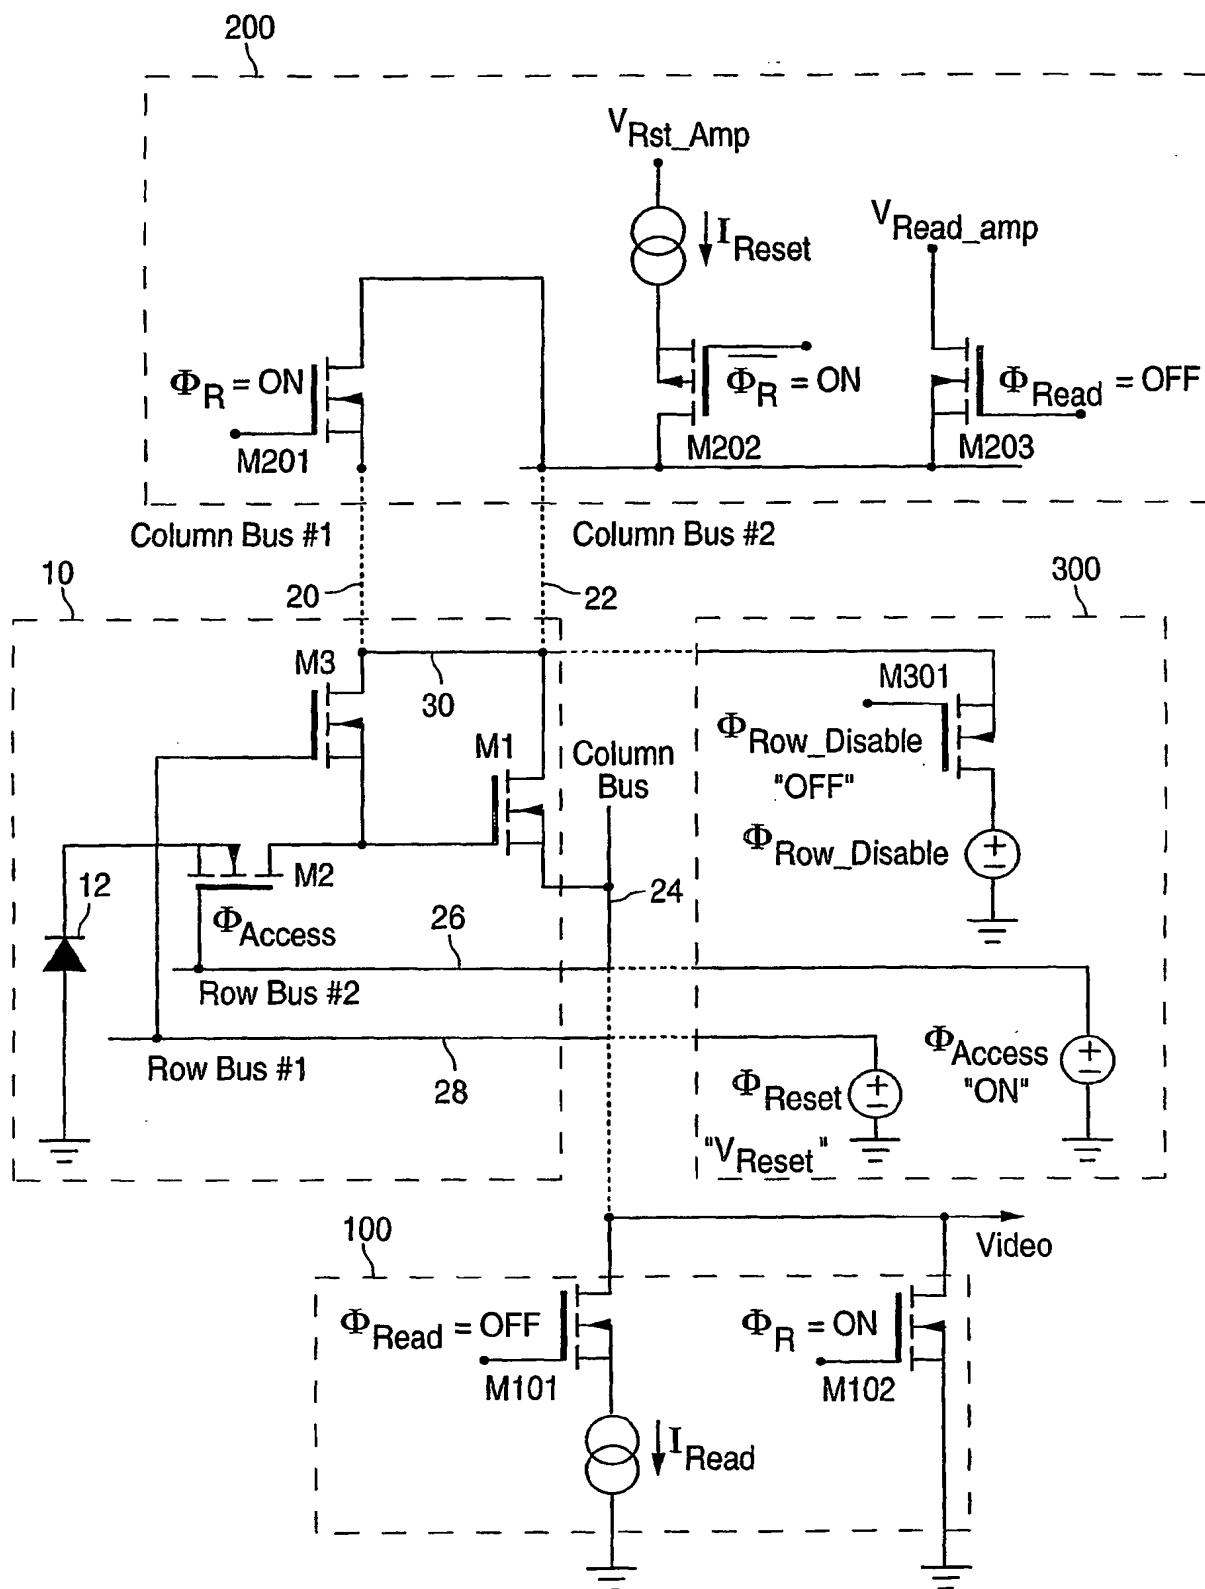 200
V_Rst_Amp
I_Reset
V_Read_amp
Φ_R = ON
M201
Φ̅_R̅ = ON
M202
Φ_Read = OFF
M203
Column Bus #1
Column Bus #2
10
20
22
300
M3
30
M1
Column
Bus
M301
Φ_Row_Disable
"OFF"
Φ_Row_Disable
12
M2
Φ_Access
24
26
Row Bus #2
Row Bus #1
28
Φ_Access
"ON"
Φ_Reset
"V_Reset"
100
Video
Φ_Read = OFF
M101
Φ_R = ON
M102
I_Read